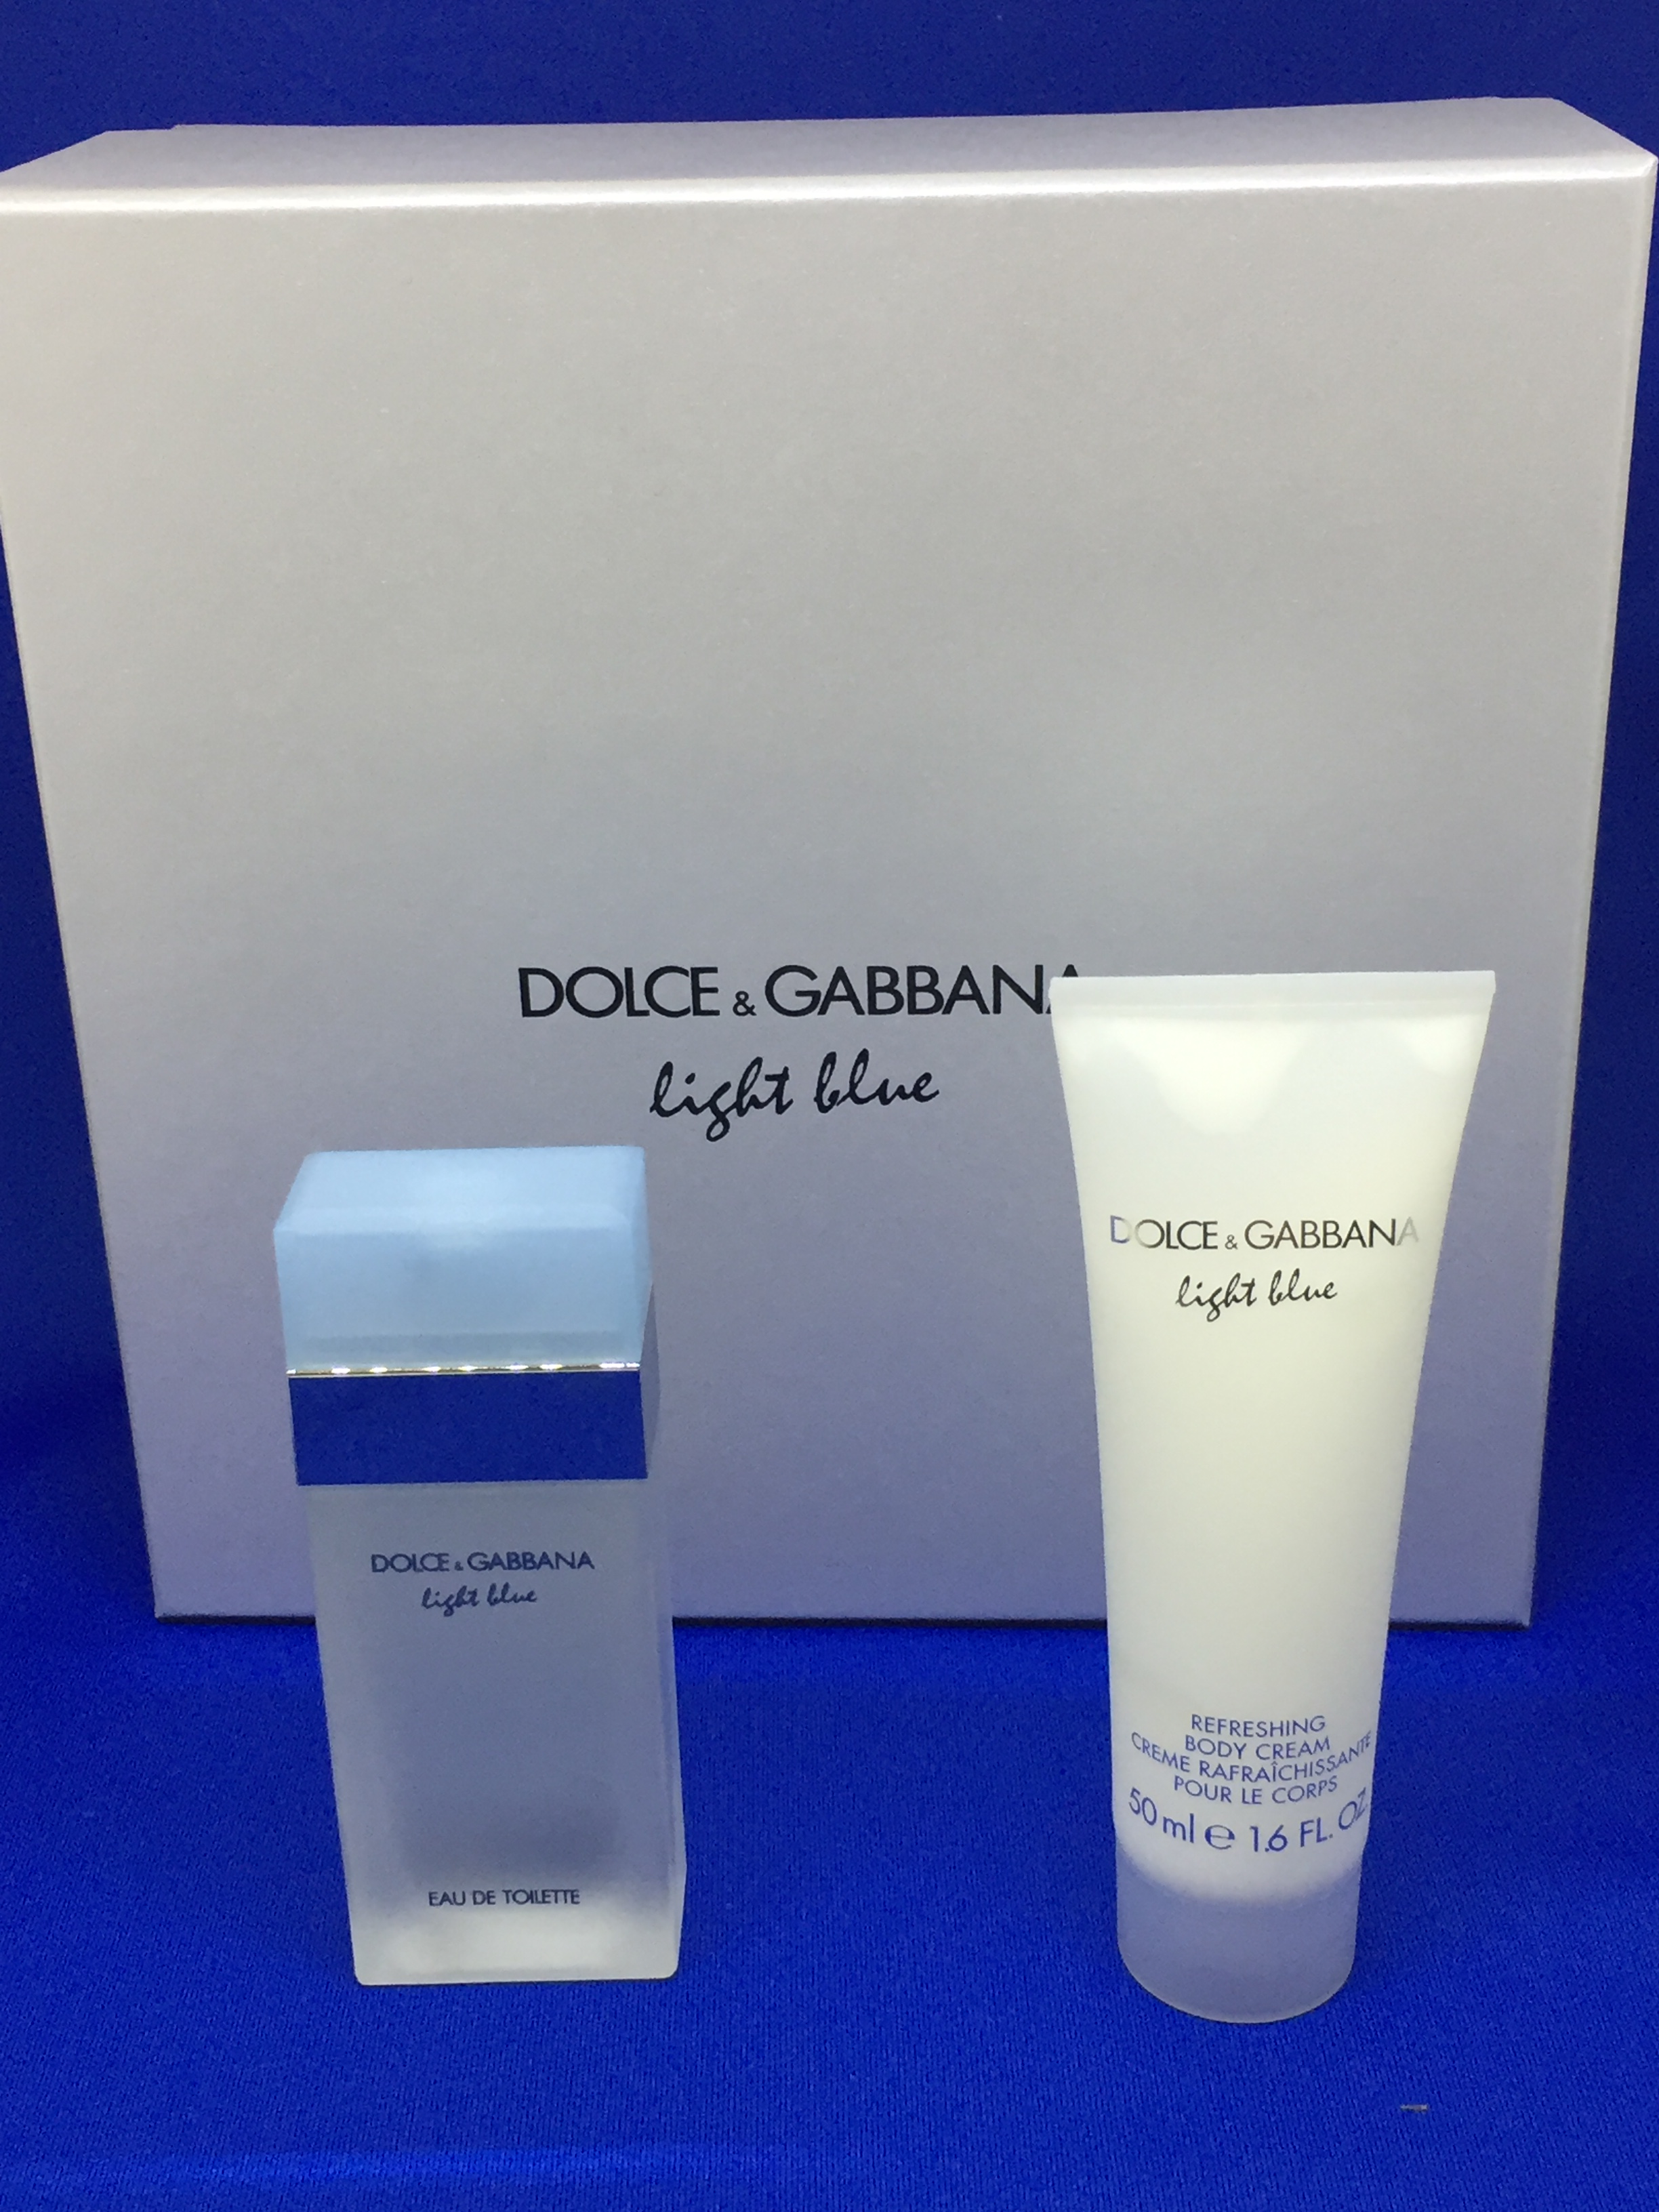 DOLCE & GABBANA
light blue
DOLCE & GABBANA
light blue
EAU DE TOILETTE
DOLCE & GABBANA
light blue
REFRESHING
BODY CREAM
CREME RAFRAÎCHISSANTE
POUR LE CORPS
50 ml e 1.6 FL. OZ.